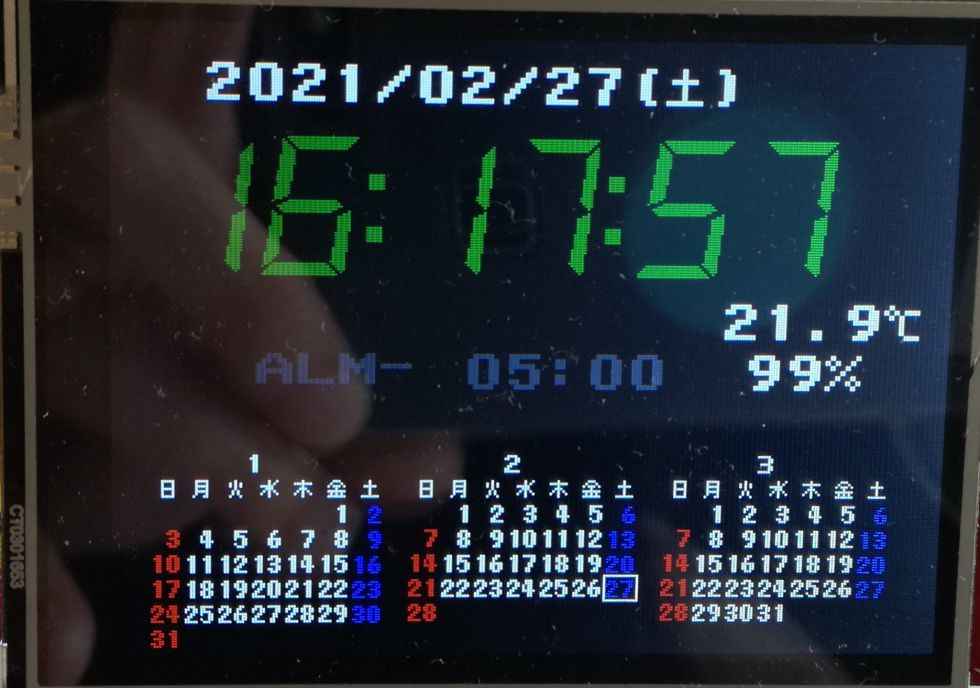 2021/02/27(土)
16:17:57
21.9℃
ALM- 05:00
99%
1
日 月 火 水 木 金 土
1 2
3 4 5 6 7 8 9
10 11 12 13 14 15 16
17 18 19 20 21 22 23
24 25 26 27 28 29 30
31
2
日 月 火 水 木 金 土
1 2 3 4 5 6
7 8 9 10 11 12 13
14 15 16 17 18 19 20
21 22 23 24 25 26 27
28
3
日 月 火 水 木 金 土
1 2 3 4 5 6
7 8 9 10 11 12 13
14 15 16 17 18 19 20
21 22 23 24 25 26 27
28 29 30 31